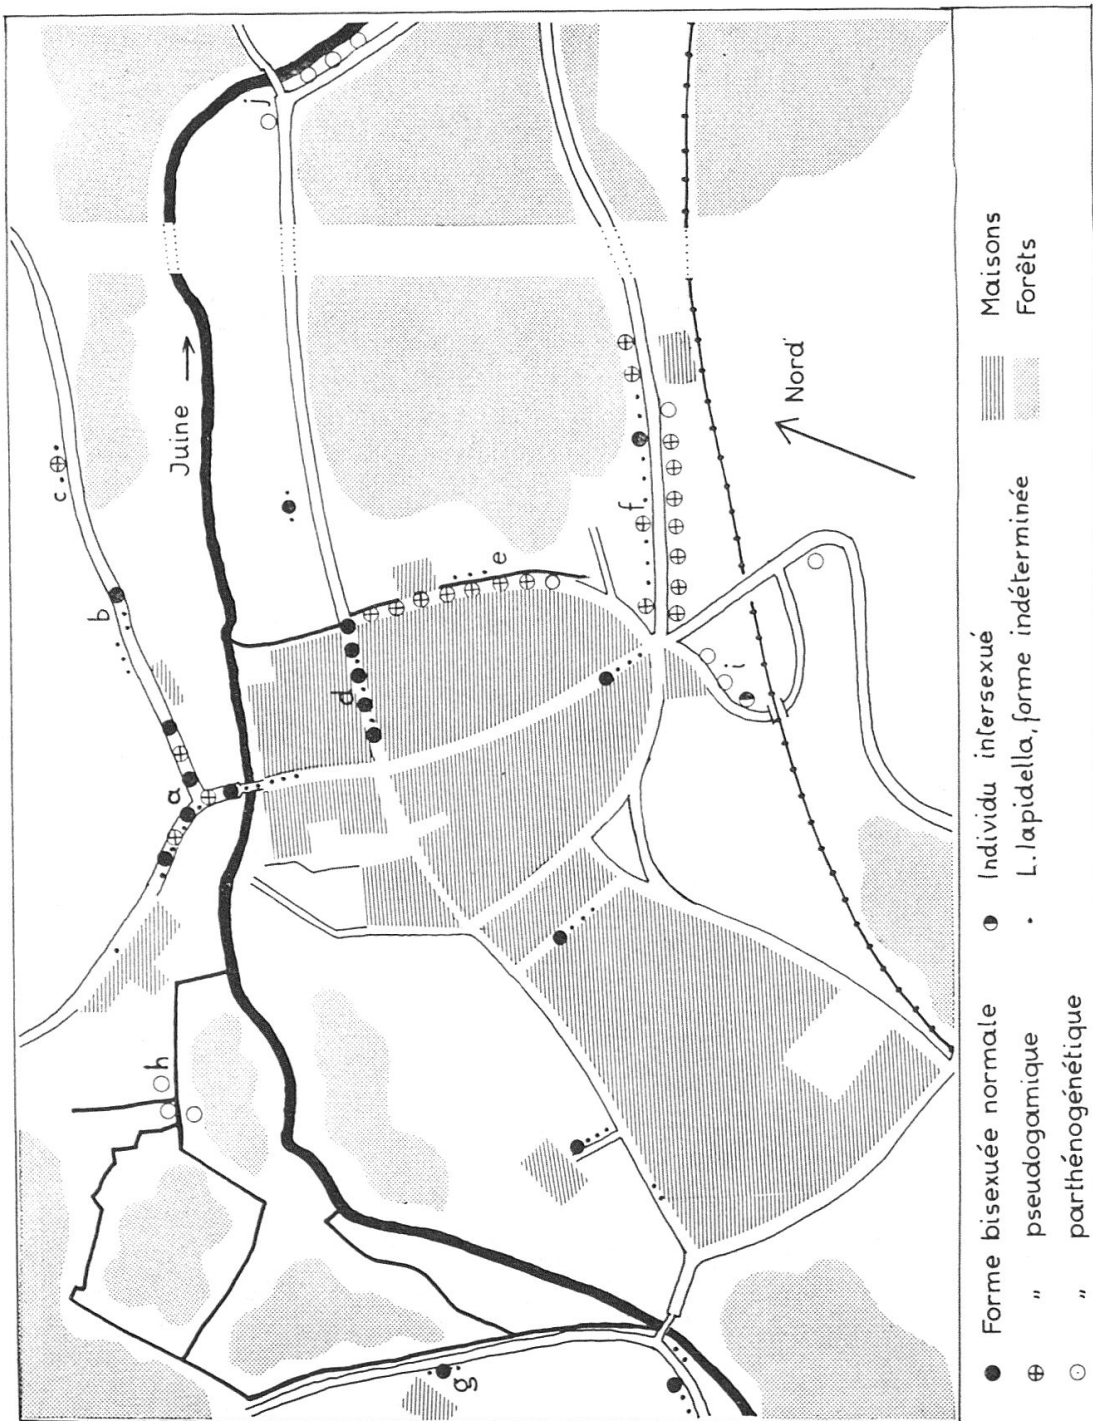 Juine
Nord
a
b
c
d
e
f
g
h
i
j
Forme bisexuée normale
" pseudogamique
" parthénogénétique
Individu intersexué
L. lapidella, forme indéterminée
Maisons
Forêts